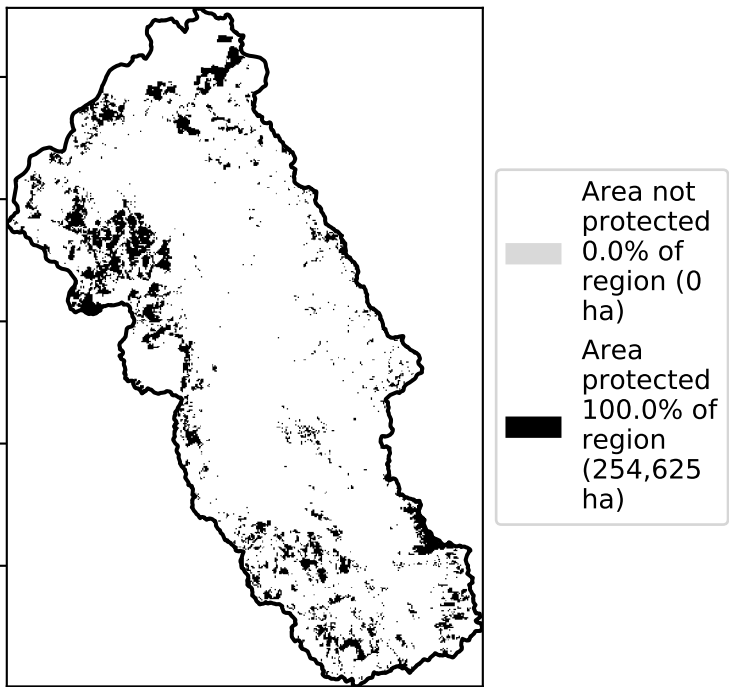 Area not
protected
0.0% of
region (0
ha)
Area
protected
100.0% of
region
(254,625
ha)